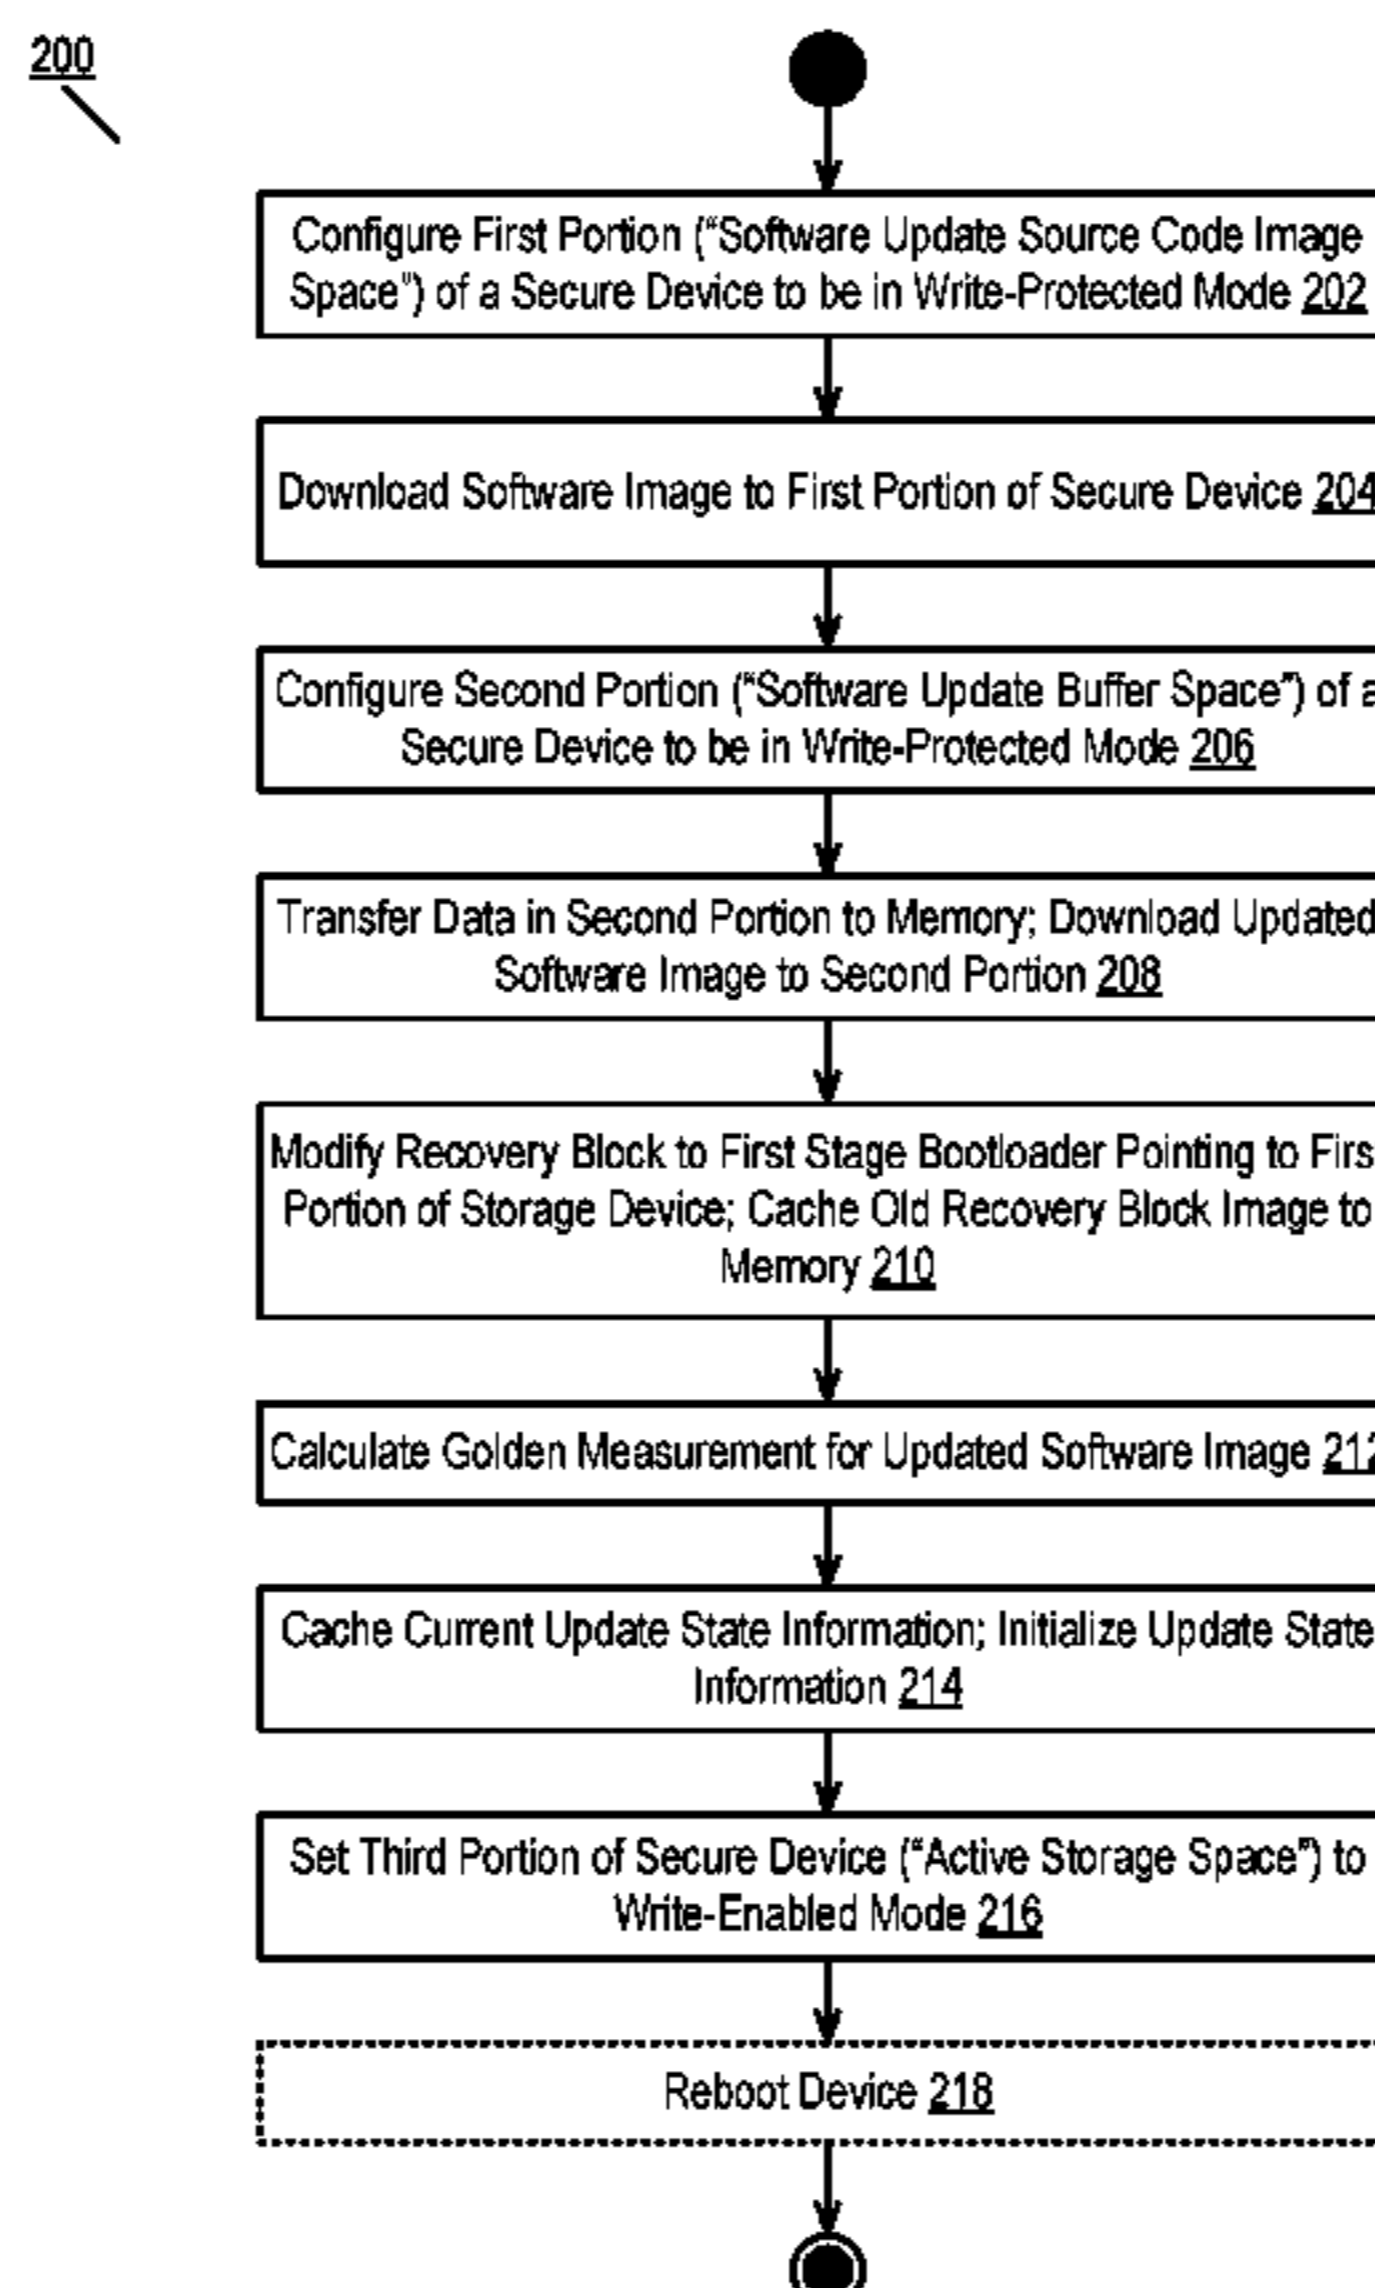 200
Configure First Portion (“Software Update Source Code Image
Space”) of a Secure Device to be in Write-Protected Mode 202
Download Software Image to First Portion of Secure Device 204
Configure Second Portion (“Software Update Buffer Space”) of a
Secure Device to be in Write-Protected Mode 206
Transfer Data in Second Portion to Memory; Download Updated
Software Image to Second Portion 208
Modify Recovery Block to First Stage Bootloader Pointing to Firs
Portion of Storage Device; Cache Old Recovery Block Image to
Memory 210
Calculate Golden Measurement for Updated Software Image 212
Cache Current Update State Information; Initialize Update State
Information 214
Set Third Portion of Secure Device (“Active Storage Space”) to
Write-Enabled Mode 216
Reboot Device 218